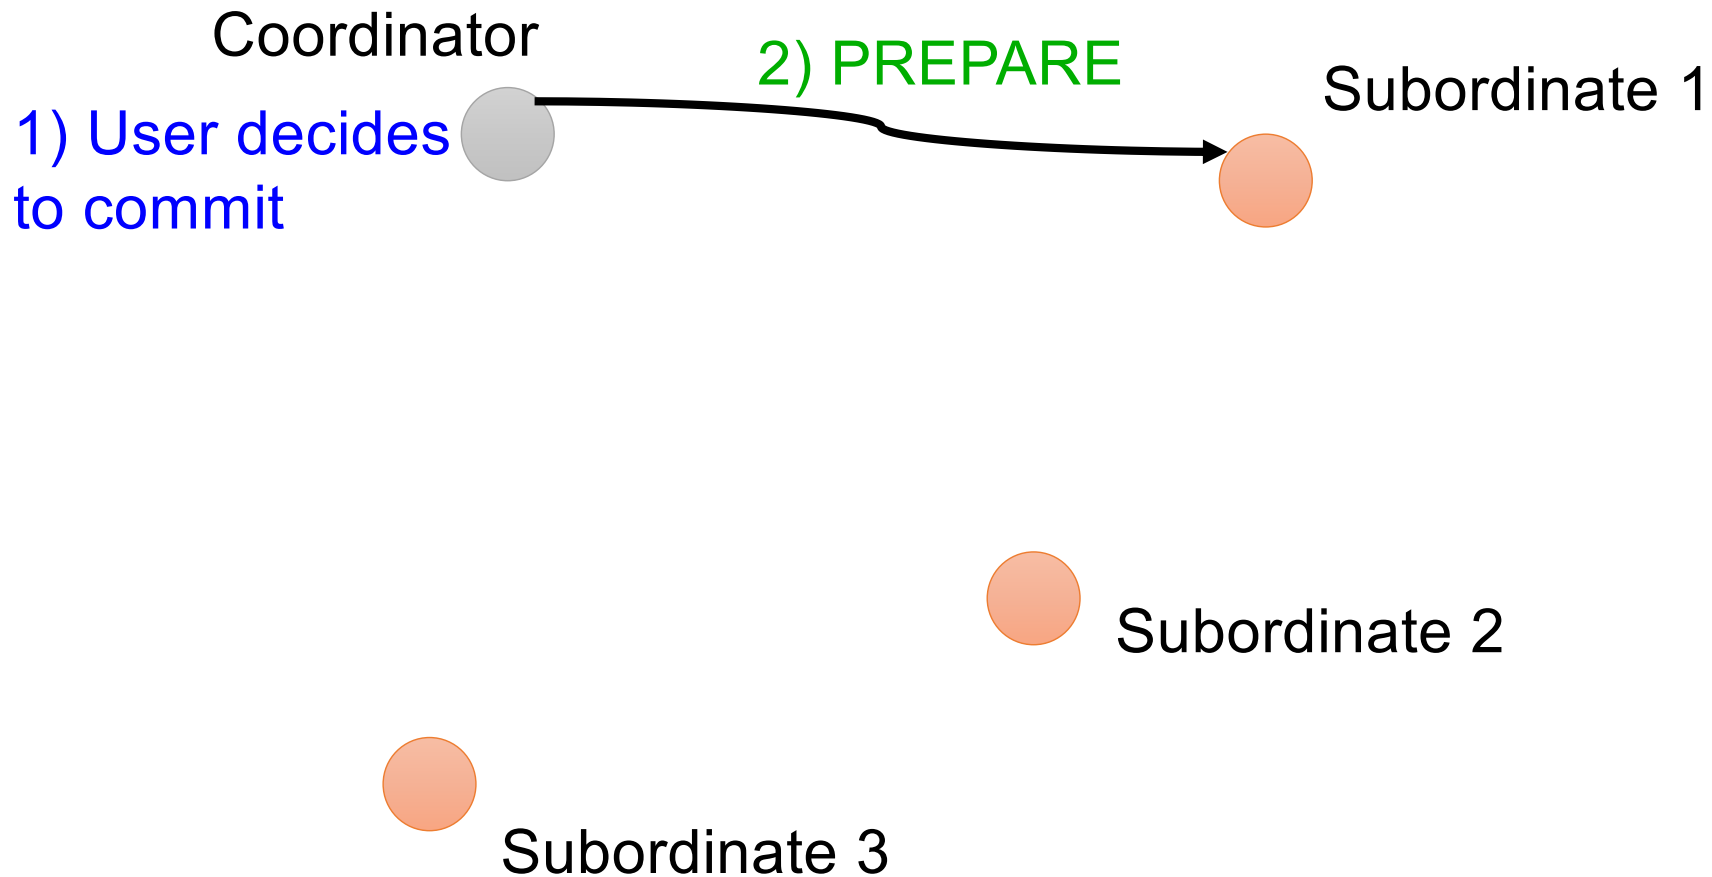 Coordinator
2) PREPARE
Subordinate 1
1) User decides
to commit
Subordinate 2
Subordinate 3